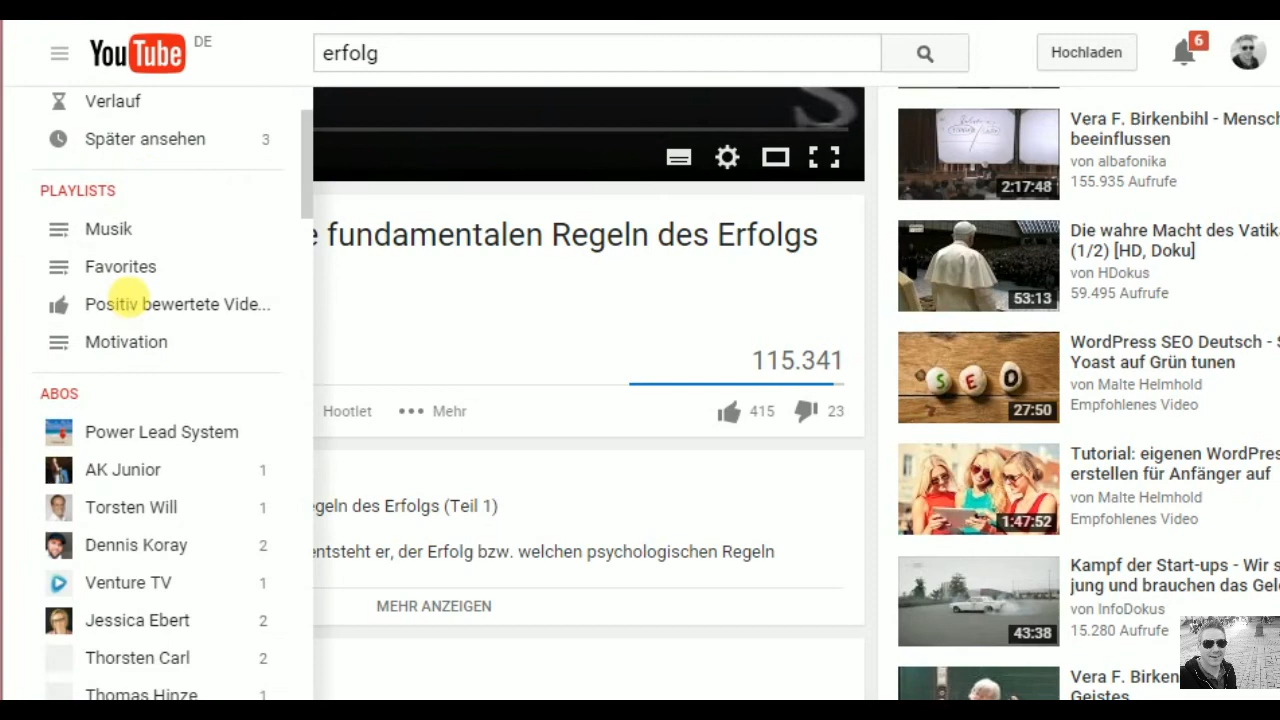 YouTube DE
erfolg
Hochladen
6
Verlauf
Später ansehen 3
PLAYLISTS
Musik
Favorites
Positiv bewertete Vide...
Motivation
ABOS
Power Lead System
AK Junior 1
Torsten Will 1
Dennis Koray 2
Venture TV 1
Jessica Ebert 2
Thorsten Carl 2
Thomas Hinze 1
S
e fundamentalen Regeln des Erfolgs
115.341
Hootlet ••• Mehr
415 23
egeln des Erfolgs (Teil 1)
entsteht er, der Erfolg bzw. welchen psychologischen Regeln
MEHR ANZEIGEN
2:17:48
Vera F. Birkenbihl - Mensch
beeinflussen
von albafonika
155.935 Aufrufe
53:13
Die wahre Macht des Vatika
(1/2) [HD, Doku]
von HDokus
59.495 Aufrufe
SEO
27:50
WordPress SEO Deutsch - S
Yoast auf Grün tunen
von Malte Helmhold
Empfohlenes Video
1:47:52
Tutorial: eigenen WordPres
erstellen für Anfänger auf
von Malte Helmhold
Empfohlenes Video
43:38
Kampf der Start-ups - Wir s
jung und brauchen das Gel
von InfoDokus
15.280 Aufrufe
Vera F. Birken
Geistes